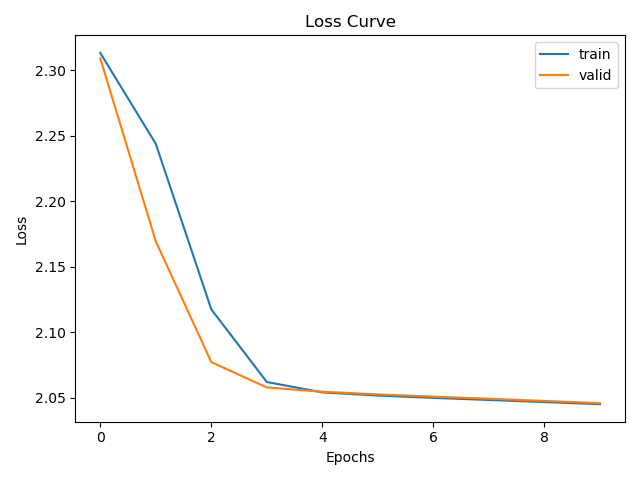 Loss Curve
train
valid
2.30
2.25
2.20
2.15
2.10
2.05
Loss
0 2 4 6 8
Epochs